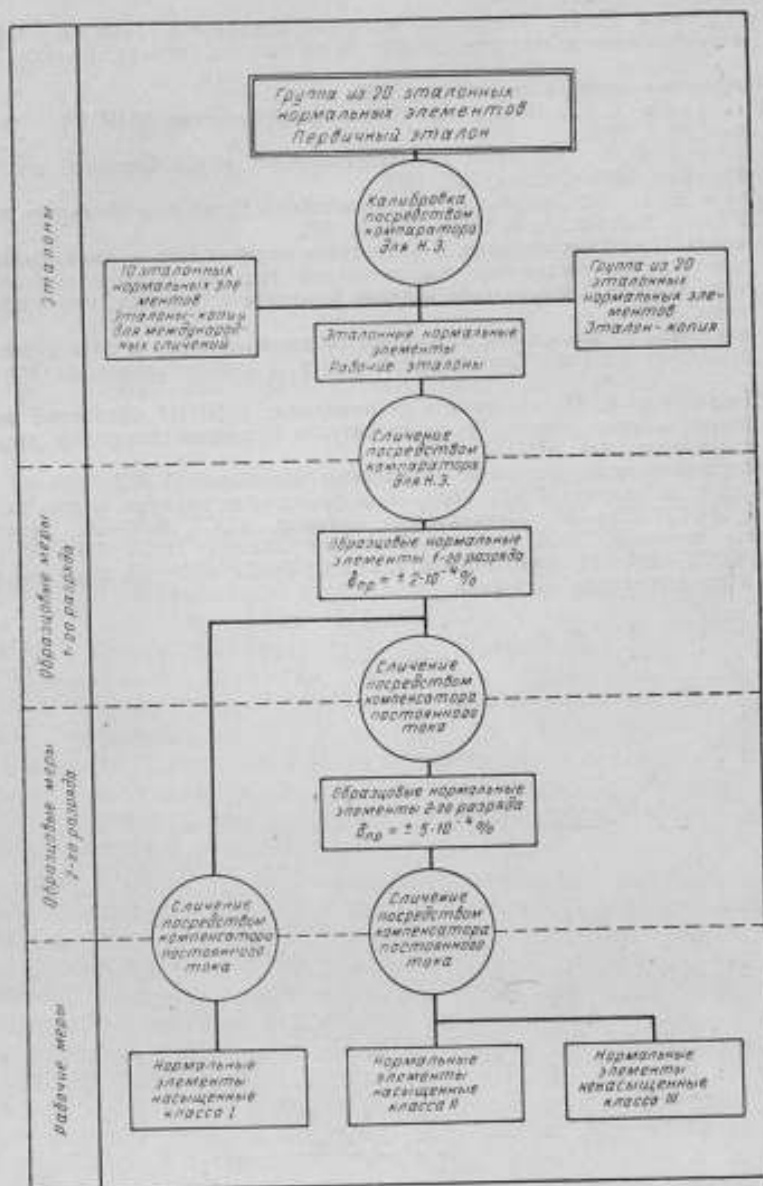 Эталоны
Группа из 20 эталонных
нормальных элементов
Первичный эталон
Калибровка
посредством
компаратора
для Н.Э.
10 эталонных
нормальных эле
ментов
Эталоны-копии
для международ
ных сличений
Группа из 20
эталонных
нормальных эле-
ментов
Эталон-копия
Эталонные нормальные
элементы
Рабочие эталоны
Сличение
посредством
компаратора
для Н.Э.
Образцовые меры
1-го разряда
Образцовые нормальные
элементы 1-го разряда
δпр = ± 2·10⁻⁴ %
Сличение
посредством
компенсатора
постоянного
тока
Образцовые меры
2-го разряда
Образцовые нормальные
элементы 2-го разряда
δпр = ± 5·10⁻⁴ %
Сличение
посредством
компенсатора
постоянного
тока
Сличение
посредством
компенсатора
постоянного
тока
Рабочие меры
Нормальные
элементы
насыщенные
класса I
Нормальные
элементы
насыщенные
класса II
Нормальные
элементы
ненасыщенные
класса III